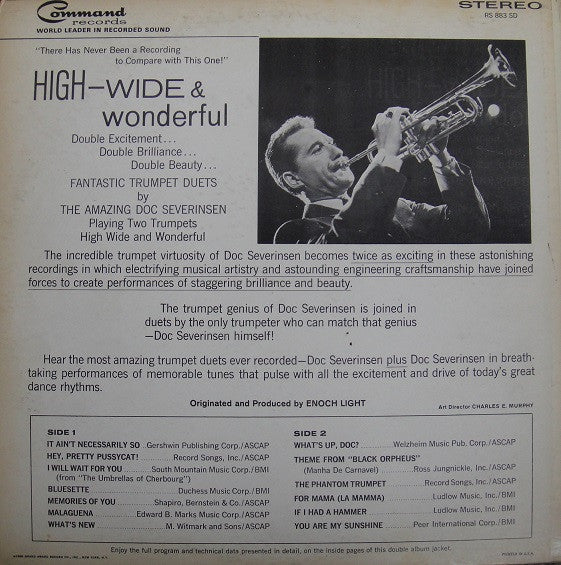 Command
records
WORLD LEADER IN RECORDED SOUND
STEREO
RS 883 SD
"There Has Never Been a Recording
to Compare with This One!"
HIGH–WIDE &
wonderful
Double Excitement...
Double Brilliance...
Double Beauty...
FANTASTIC TRUMPET DUETS
by
THE AMAZING DOC SEVERINSEN
Playing Two Trumpets
High Wide and Wonderful
The incredible trumpet virtuosity of Doc Severinsen becomes twice as exciting in these astonishing
recordings in which electrifying musical artistry and astounding engineering craftsmanship have joined
forces to create performances of staggering brilliance and beauty.
The trumpet genius of Doc Severinsen is joined in
duets by the only trumpeter who can match that genius
—Doc Severinsen himself!
Hear the most amazing trumpet duets ever recorded—Doc Severinsen plus Doc Severinsen in breath-
taking performances of memorable tunes that pulse with all the excitement and drive of today's great
dance rhythms.
Originated and Produced by ENOCH LIGHT
Art Director CHARLES E. MURPHY
SIDE 1
IT AIN'T NECESSARILY SO ..Gershwin Publishing Corp./ASCAP
HEY, PRETTY PUSSYCAT! ........ Record Songs, Inc./ASCAP
I WILL WAIT FOR YOU ........ South Mountain Music Corp./BMI
(from "The Umbrellas of Cherbourg")
BLUESETTE ........ Duchess Music Corp./BMI
MEMORIES OF YOU ........ Shapiro, Bernstein & Co./ASCAP
MALAGUENA ........ Edward B. Marks Music Corp./ASCAP
WHAT'S NEW ........ M. Witmark and Sons/ASCAP
SIDE 2
WHAT'S UP, DOC? ........ Welzheim Music Pub. Corp./ASCAP
THEME FROM "BLACK ORPHEUS"
(Manha De Carnavel) ........ Ross Jungnickle, Inc./ASCAP
THE PHANTOM TRUMPET ........ Record Songs, Inc./ASCAP
FOR MAMA (LA MAMMA) ........ Ludlow Music, Inc./BMI
IF I HAD A HAMMER ........ Ludlow Music, Inc./BMI
YOU ARE MY SUNSHINE ........ Peer International Corp./BMI
Enjoy the full program and technical data presented in detail, on the inside pages of this double album jacket.
PRINTED IN U.S.A.